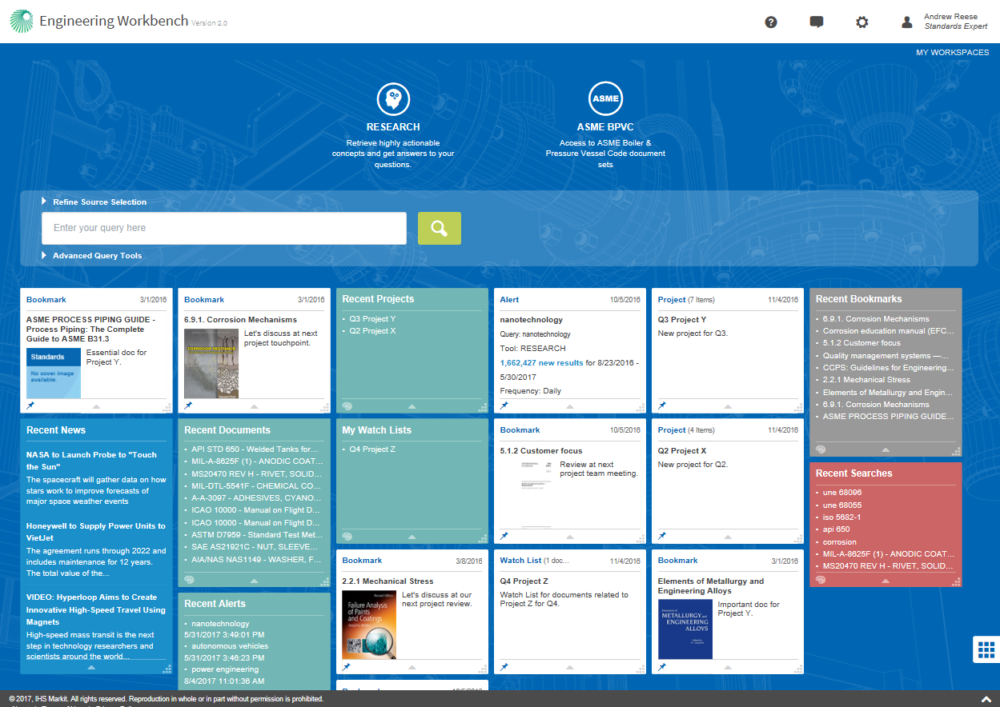 Engineering Workbench Version 2.0
Andrew Reese
Standards Expert
MY WORKSPACES
ASME
RESEARCH
Retrieve highly actionable
concepts and get answers to your
questions.
ASME BPVC
Access to ASME Boiler &
Pressure Vessel Code document
sets
Refine Source Selection
Enter your query here
Advanced Query Tools
Bookmark 3/1/2016
ASME PROCESS PIPING GUIDE -
Process Piping: The Complete
Guide to ASME B31.3
Standards
No cover image
available.
Essential doc for
Project Y.
Bookmark 3/1/2016
6.9.1. Corrosion Mechanisms
CORROSION RESISTANCE
Let's discuss at next
project touchpoint.
Recent Projects
• Q3 Project Y
• Q2 Project X
Alert 10/5/2016
nanotechnology
Query: nanotechnology
Tool: RESEARCH
1,662,427 new results for 8/23/2016 -
5/30/2017
Frequency: Daily
Project (7 Items) 11/4/2016
Q3 Project Y
New project for Q3.
Recent Bookmarks
• 6.9.1. Corrosion Mechanisms
• Corrosion education manual (EFC...
• 5.1.2 Customer focus
• Quality management systems —...
• CCPS: Guidelines for Engineering...
• 2.2.1 Mechanical Stress
• Elements of Metallurgy and Engin...
• 6.9.1. Corrosion Mechanisms
• ASME PROCESS PIPING GUIDE...
Recent News
NASA to Launch Probe to "Touch
the Sun"
The spacecraft will gather data on how
stars work to improve forecasts of
major space weather events
Honeywell to Supply Power Units to
VietJet
The agreement runs through 2022 and
includes maintenance for 12 years.
The total value of the...
VIDEO: Hyperloop Aims to Create
Innovative High-Speed Travel Using
Magnets
High-speed mass transit is the next
step in technology researchers and
scientists around the world...
Recent Documents
• API STD 650 - Welded Tanks for...
• MIL-A-8625F (1) - ANODIC COAT...
• MS20470 REV H - RIVET, SOLID...
• MIL-DTL-5541F - CHEMICAL CO...
• A-A-3097 - ADHESIVES, CYANO...
• ICAO 10000 - Manual on Flight D...
• ICAO 10000 - Manual on Flight D...
• ASTM D7959 - Standard Test Met...
• SAE AS21921C - NUT, SLEEVE...
• AIA/NAS NAS1149 - WASHER, F...
Recent Alerts
• nanotechnology
5/31/2017 3:49:01 PM
• autonomous vehicles
5/31/2017 3:46:23 PM
• power engineering
8/4/2017 11:01:36 AM
My Watch Lists
• Q4 Project Z
Bookmark 3/8/2016
2.2.1 Mechanical Stress
Failure Analysis
of Paints
and Coatings
Let's discuss at our
next project review.
Bookmark 10/5/2016
5.1.2 Customer focus
Review at next
project team meeting.
Watch List (1 doc... 11/4/2016
Q4 Project Z
Watch List for documents related to
Project Z for Q4.
Project (4 Items) 11/4/2016
Q2 Project X
New project for Q2.
Bookmark 3/1/2016
Elements of Metallurgy and
Engineering Alloys
METALLURGY and
ENGINEERING
ALLOYS
Important doc for
Project Y.
Recent Searches
• une 68096
• une 68055
• iso 5682-1
• api 650
• corrosion
• MIL-A-8625F (1) - ANODIC COAT...
• MS20470 REV H - RIVET, SOLID...
© 2017, IHS Markit. All rights reserved. Reproduction in whole or in part without permission is prohibited.